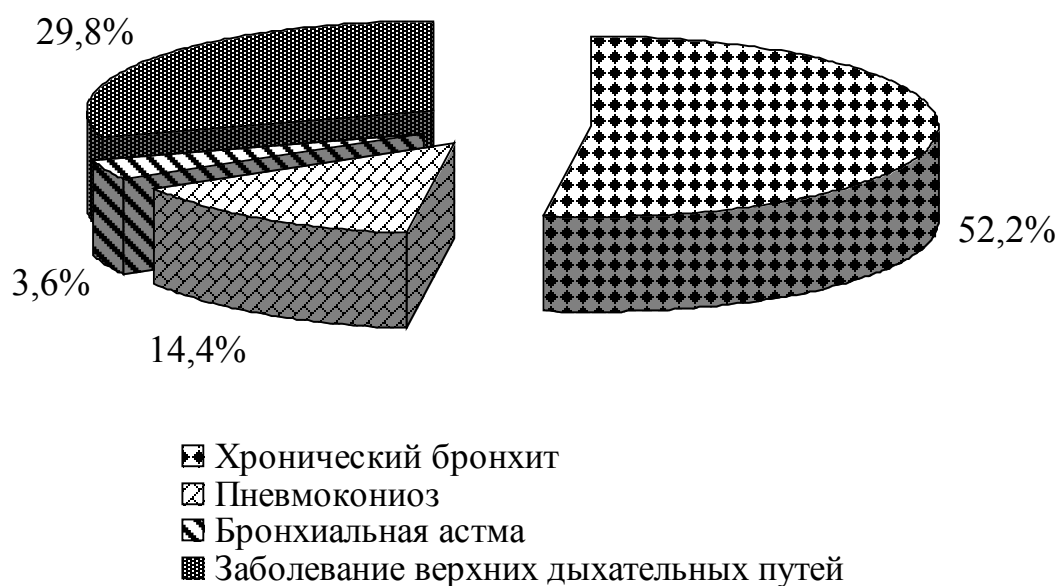 29,8%
52,2%
3,6%
14,4%
Хронический бронхит
Пневмокониоз
Бронхиальная астма
Заболевание верхних дыхательных путей